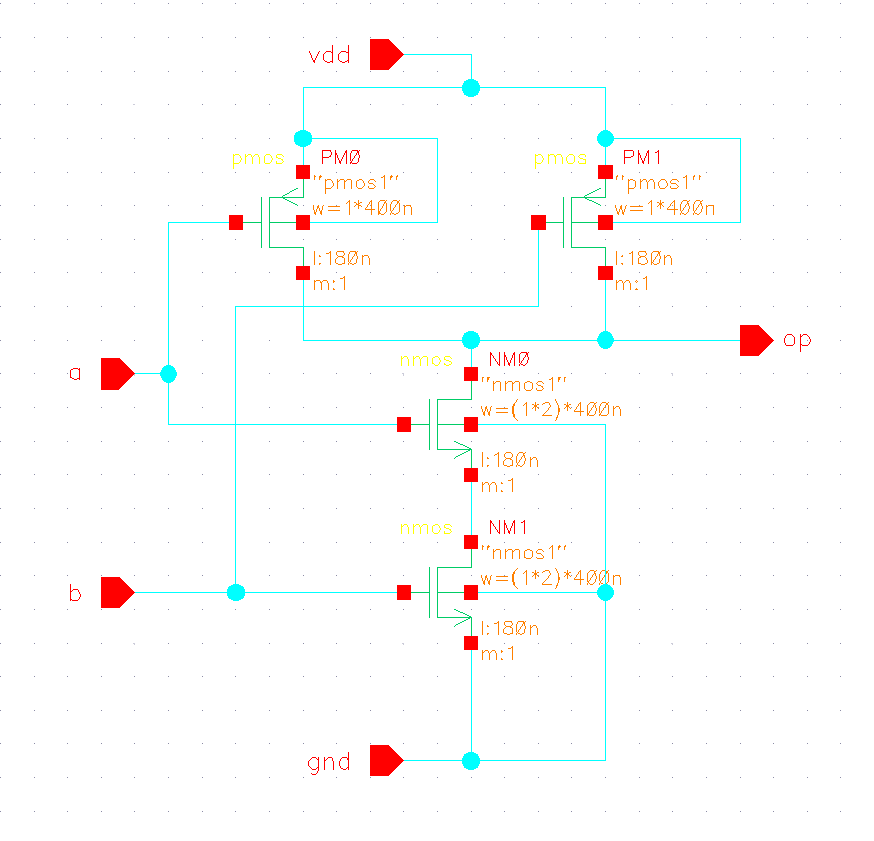 vdd
pmos PM0
"pmos1"
w=1*400n
l:180n
m:1
pmos PM1
"pmos1"
w=1*400n
l:180n
m:1
op
a
nmos NM0
"nmos1"
w=(1*2)*400n
l:180n
m:1
nmos NM1
"nmos1"
w=(1*2)*400n
l:180n
m:1
b
gnd